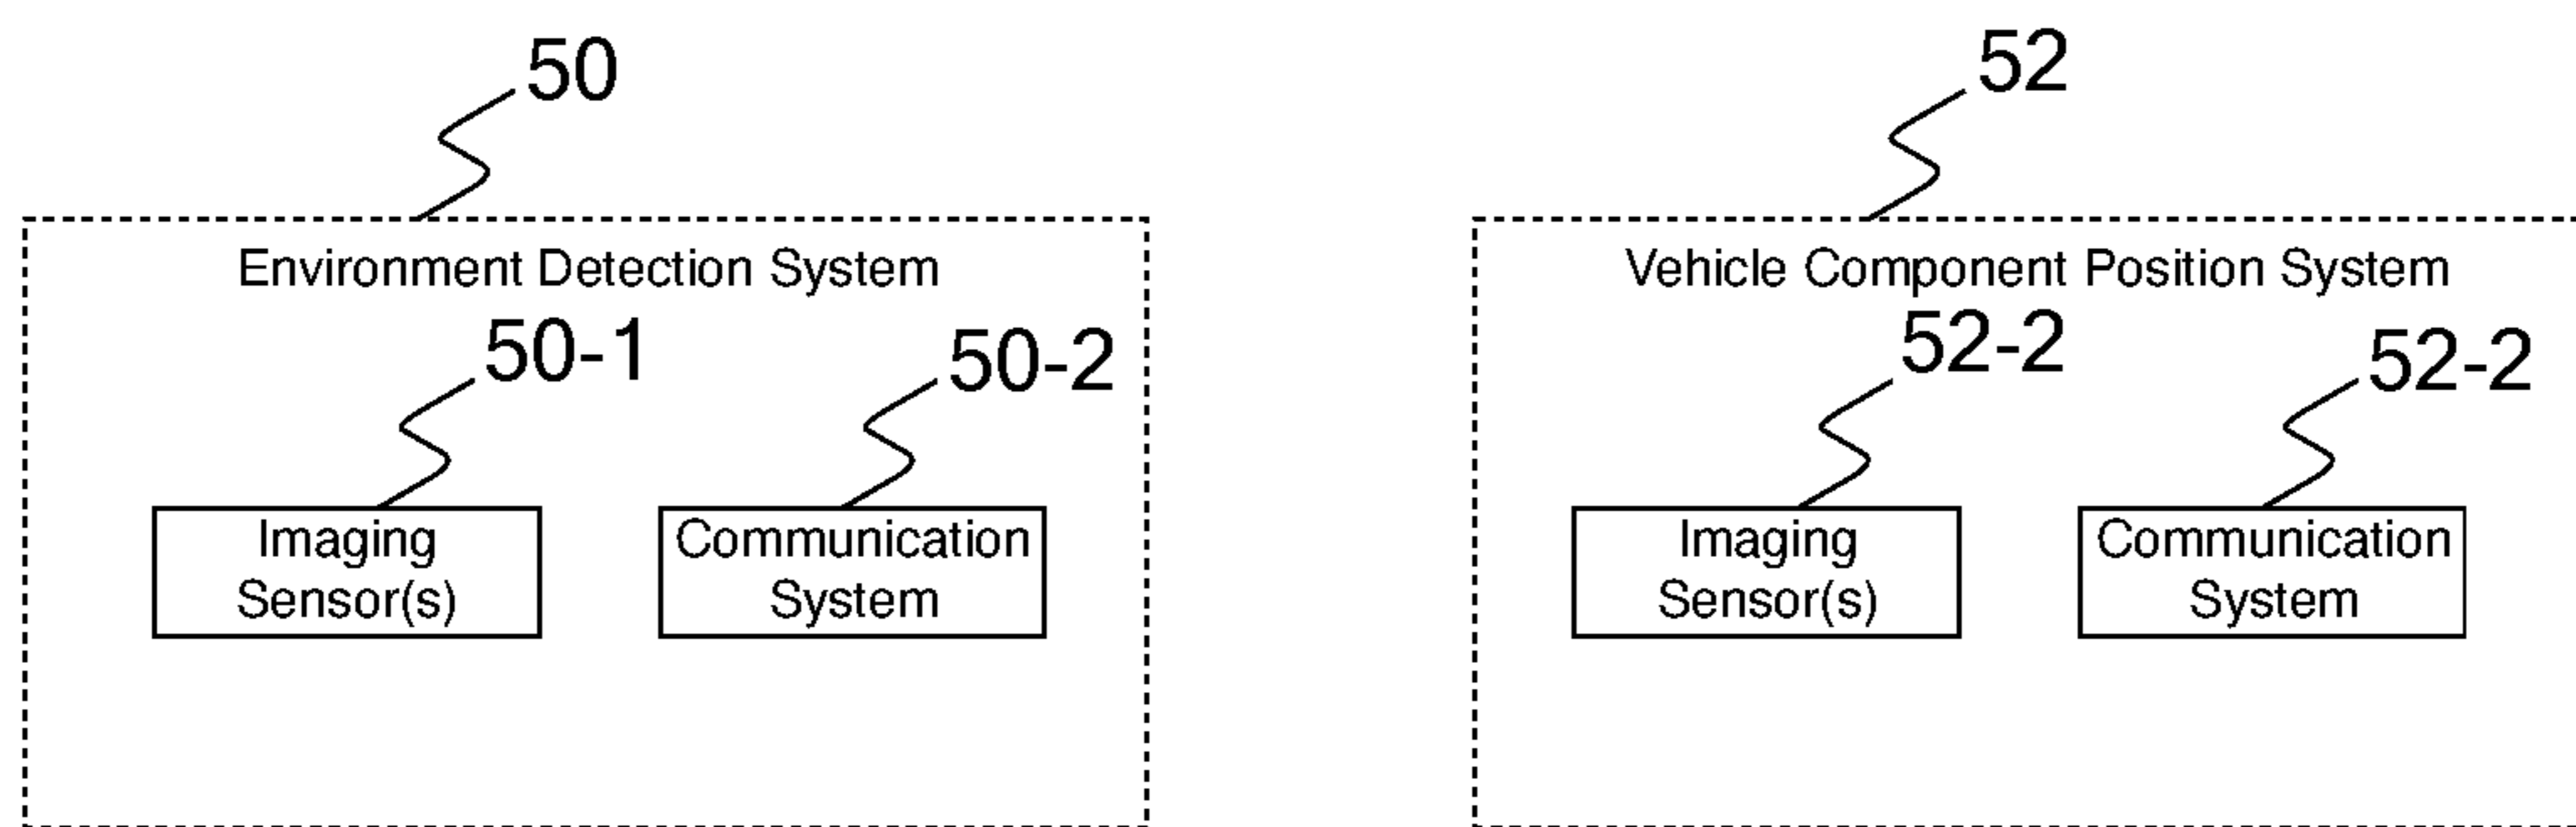 50
Environment Detection System
50-1
50-2
Imaging
Sensor(s)
Communication
System
52
Vehicle Component Position System
52-2
52-2
Imaging
Sensor(s)
Communication
System